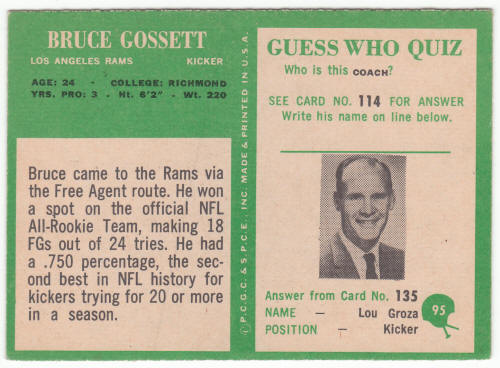 BRUCE GOSSETT
LOS ANGELES RAMS KICKER
AGE: 24 - COLLEGE: RICHMOND
YRS. PRO: 3 - Ht. 6'2" - Wt. 220
Bruce came to the Rams via
the Free Agent route. He won
a spot on the official NFL
All-Rookie Team, making 18
FGs out of 24 tries. He had
a .750 percentage, the sec-
ond best in NFL history for
kickers trying for 20 or more
in a season.
©P.C.G.C. & S.P.C.E., INC. MADE & PRINTED IN U.S.A.
GUESS WHO QUIZ
Who is this COACH?
SEE CARD NO. 114 FOR ANSWER
Write his name on line below.
Answer from Card No. 135
NAME — Lou Groza
POSITION — Kicker
95